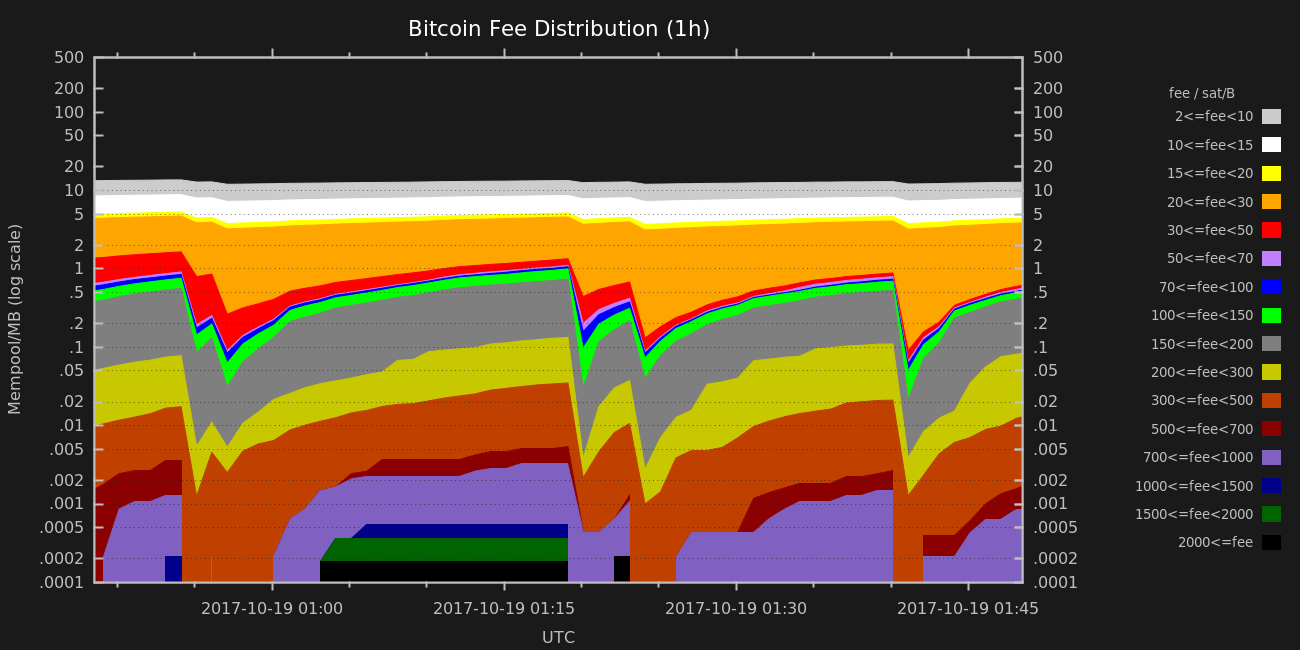 Bitcoin Fee Distribution (1h)
500 500
200 200
100 100
50 50
20 20
10 10
5 5
2 2
1 1
.5 .5
.2 .2
.1 .1
.05 .05
.02 .02
.01 .01
.005 .005
.002 .002
.001 .001
.0005 .0005
.0002 .0002
.0001 .0001
Mempool/MB (log scale)
2017-10-19 01:00 2017-10-19 01:15 2017-10-19 01:30 2017-10-19 01:45
UTC
fee / sat/B
2<=fee<10
10<=fee<15
15<=fee<20
20<=fee<30
30<=fee<50
50<=fee<70
70<=fee<100
100<=fee<150
150<=fee<200
200<=fee<300
300<=fee<500
500<=fee<700
700<=fee<1000
1000<=fee<1500
1500<=fee<2000
2000<=fee